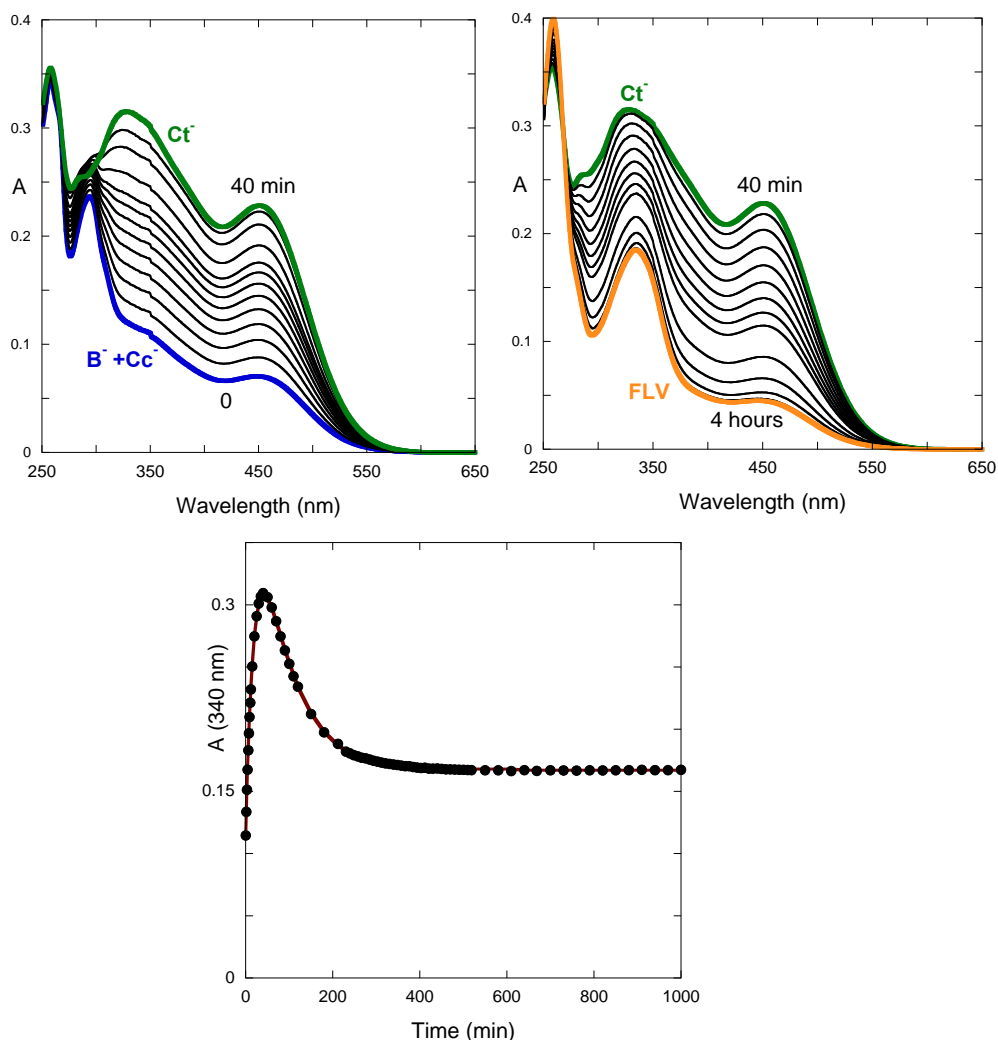 0.4
0.3
A
0.2
0.1
0
250 350 450 550 650
Wavelength (nm)
Ct-
40 min
B- +Cc-
0
0.4
0.3
A
0.2
0.1
0
250 350 450 550 650
Wavelength (nm)
Ct-
40 min
FLV
4 hours
0.3
A (340 nm)
0.15
0
0 200 400 600 800 1000
Time (min)